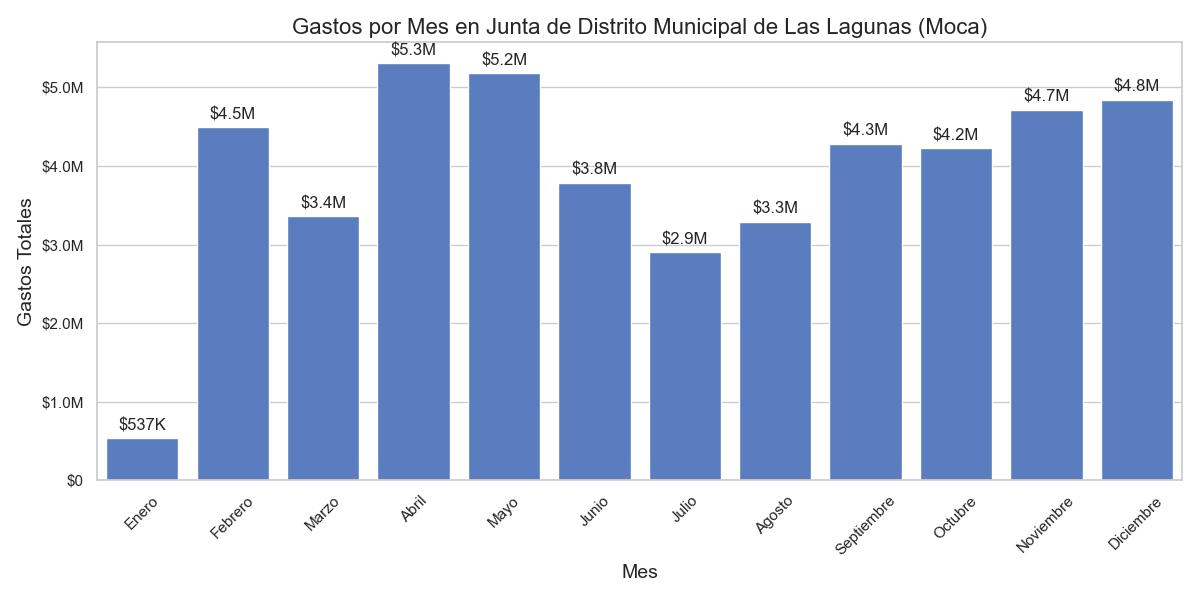 Gastos por Mes en Junta de Distrito Municipal de Las Lagunas (Moca)
Gastos Totales
$5.0M
$4.0M
$3.0M
$2.0M
$1.0M
$0
$537K
$4.5M
$3.4M
$5.3M
$5.2M
$3.8M
$2.9M
$3.3M
$4.3M
$4.2M
$4.7M
$4.8M
Enero
Febrero
Marzo
Abril
Mayo
Junio
Julio
Agosto
Septiembre
Octubre
Noviembre
Diciembre
Mes